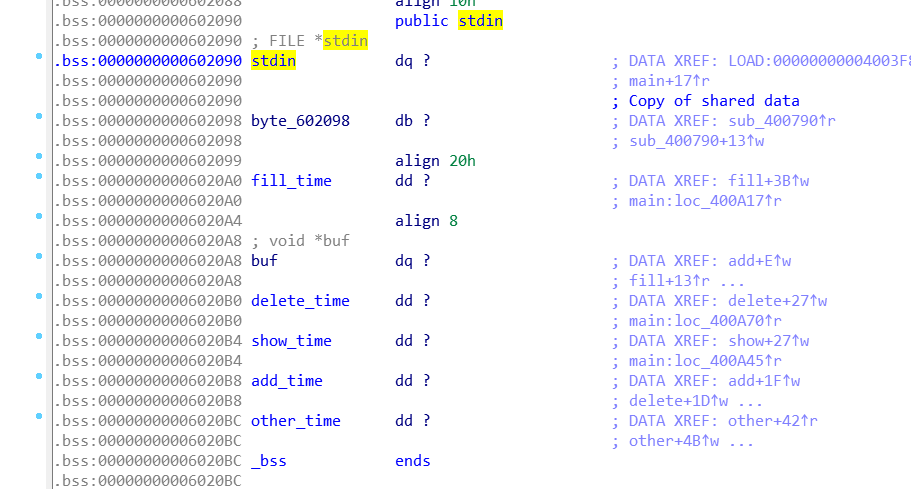 .bss:0000000000602088 align 10h
.bss:0000000000602090 public stdin
.bss:0000000000602090 ; FILE *stdin
.bss:0000000000602090 stdin dq ? ; DATA XREF: LOAD:00000000004003F8
.bss:0000000000602090 ; main+17↑r
.bss:0000000000602090 ; Copy of shared data
.bss:0000000000602098 byte_602098 db ? ; DATA XREF: sub_400790↑r
.bss:0000000000602098 ; sub_400790+13↑w
.bss:0000000000602099 align 20h
.bss:00000000006020A0 fill_time dd ? ; DATA XREF: fill+3B↑w
.bss:00000000006020A0 ; main:loc_400A17↑r
.bss:00000000006020A4 align 8
.bss:00000000006020A8 ; void *buf
.bss:00000000006020A8 buf dq ? ; DATA XREF: add+E↑w
.bss:00000000006020A8 ; fill+13↑r ...
.bss:00000000006020B0 delete_time dd ? ; DATA XREF: delete+27↑w
.bss:00000000006020B0 ; main:loc_400A70↑r
.bss:00000000006020B4 show_time dd ? ; DATA XREF: show+27↑w
.bss:00000000006020B4 ; main:loc_400A45↑r
.bss:00000000006020B8 add_time dd ? ; DATA XREF: add+1F↑w
.bss:00000000006020B8 ; delete+1D↑w ...
.bss:00000000006020BC other_time dd ? ; DATA XREF: other+42↑r
.bss:00000000006020BC ; other+4B↑w ...
.bss:00000000006020BC _bss ends
.bss:00000000006020BC